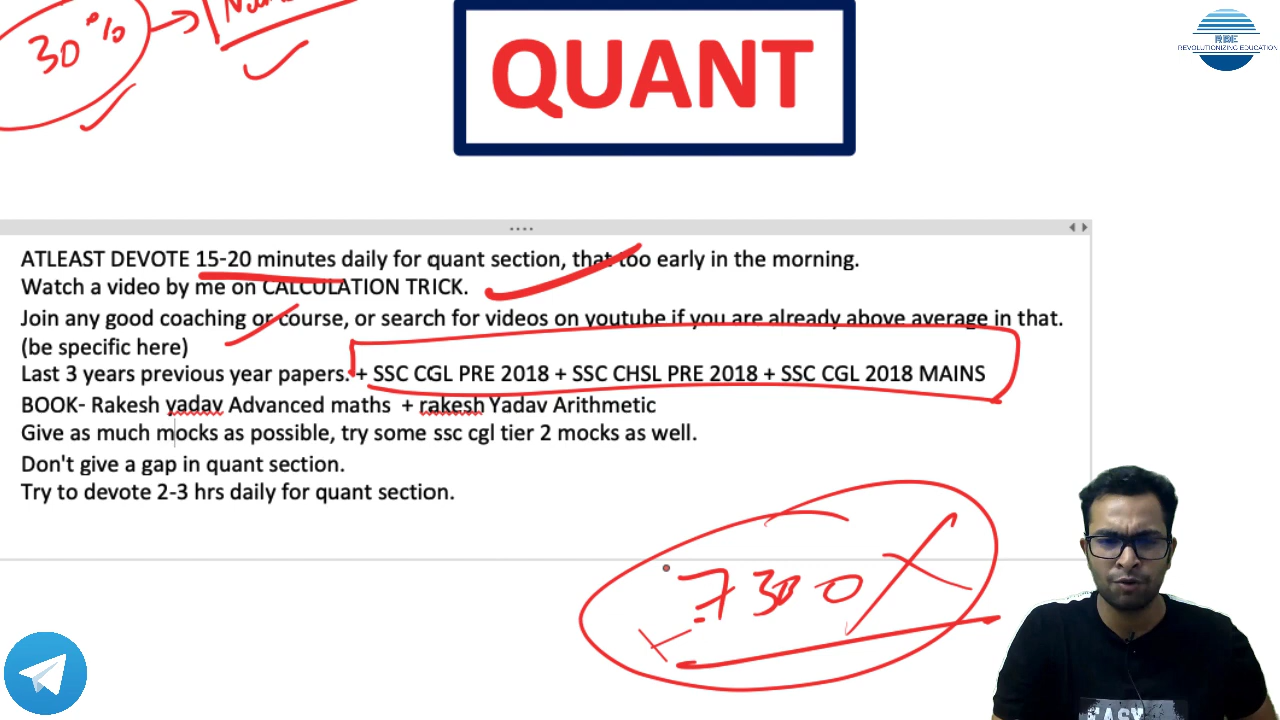 30 %
QUANT
RBE
REVOLUTIONIZING EDUCATION
ATLEAST DEVOTE 15-20 minutes daily for quant section, that too early in the morning.
Watch a video by me on CALCULATION TRICK.
Join any good coaching or course, or search for videos on youtube if you are already above average in that.
(be specific here)
Last 3 years previous year papers. + SSC CGL PRE 2018 + SSC CHSL PRE 2018 + SSC CGL 2018 MAINS
BOOK- Rakesh yadav Advanced maths + rakesh Yadav Arithmetic
Give as much mocks as possible, try some ssc cgl tier 2 mocks as well.
Don't give a gap in quant section.
Try to devote 2-3 hrs daily for quant section.
7300
EASY